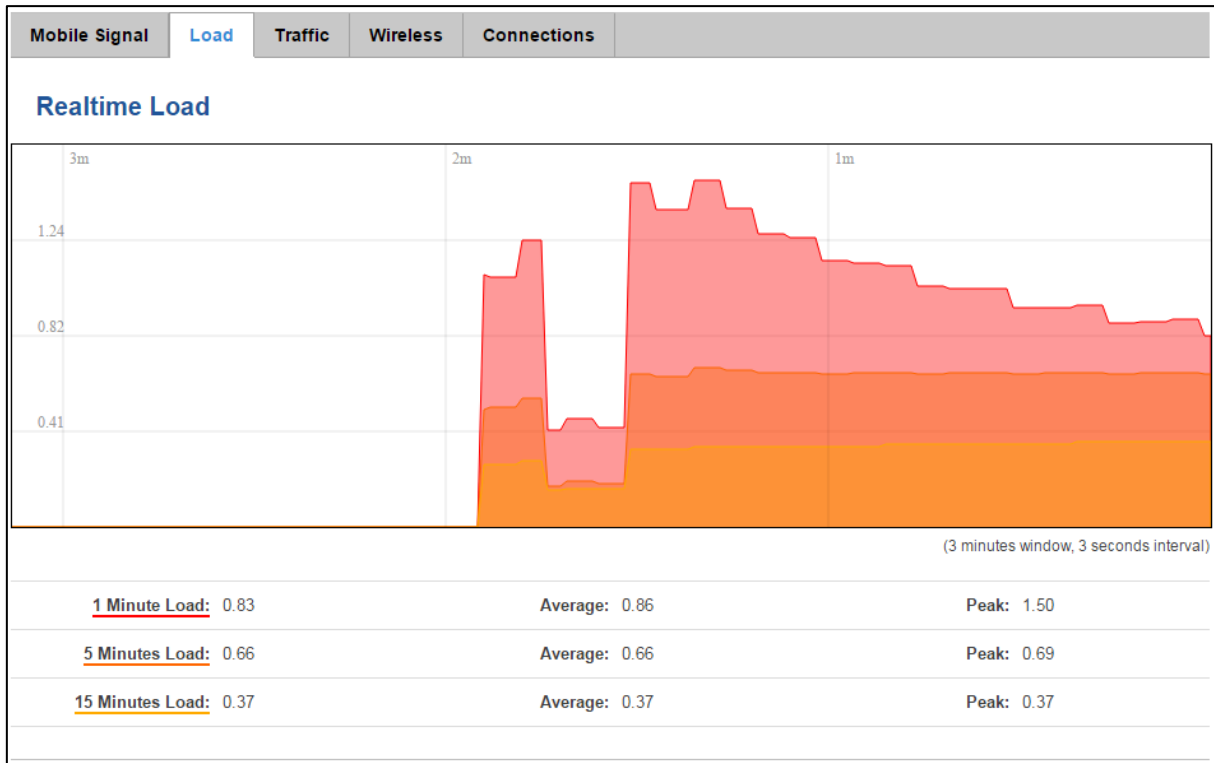 Mobile Signal Load Traffic Wireless Connections
Realtime Load
3m 2m 1m
1.24
0.82
0.41
(3 minutes window, 3 seconds interval)
1 Minute Load: 0.83 Average: 0.86 Peak: 1.50
5 Minutes Load: 0.66 Average: 0.66 Peak: 0.69
15 Minutes Load: 0.37 Average: 0.37 Peak: 0.37